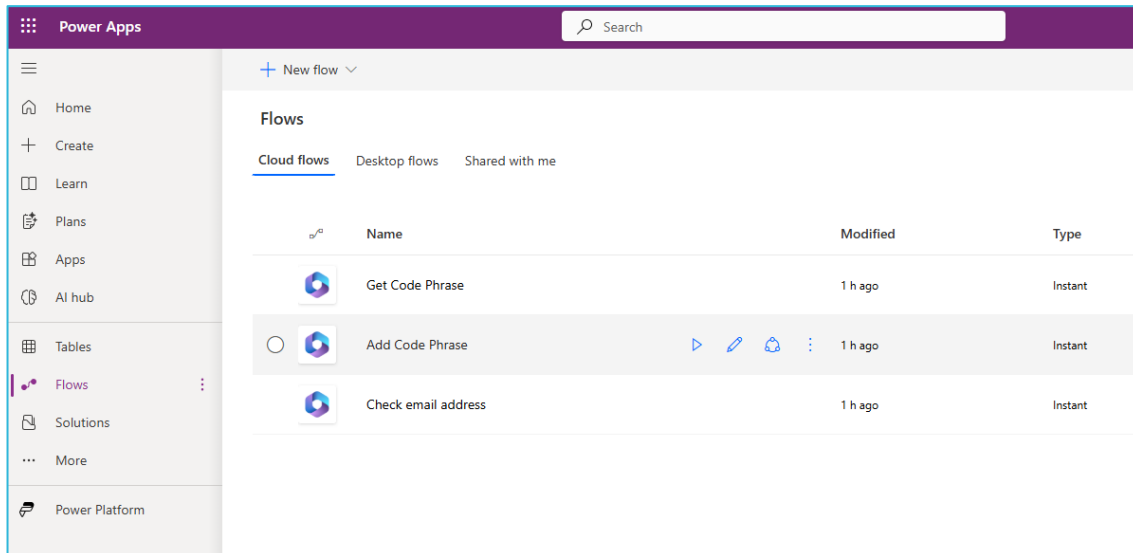 Power Apps
Search
New flow
Home
Create
Learn
Plans
Apps
AI hub
Tables
Flows
Solutions
More
Power Platform
Flows
Cloud flows Desktop flows Shared with me
Name Modified Type
Get Code Phrase 1 h ago Instant
Add Code Phrase 1 h ago Instant
Check email address 1 h ago Instant